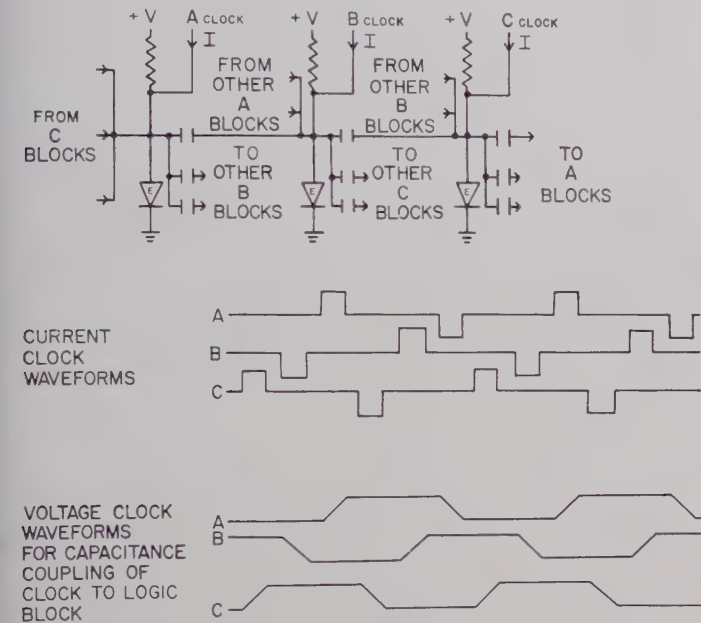 + V A CLOCK + V B CLOCK + V C CLOCK
I I I
FROM C BLOCKS
FROM OTHER A BLOCKS
FROM OTHER B BLOCKS
E E E
TO OTHER B BLOCKS
TO OTHER C BLOCKS
TO A BLOCKS
CURRENT
CLOCK
WAVEFORMS
A
B
C
VOLTAGE CLOCK
WAVEFORMS
FOR CAPACITANCE
COUPLING OF
CLOCK TO LOGIC
BLOCK
A
B
C